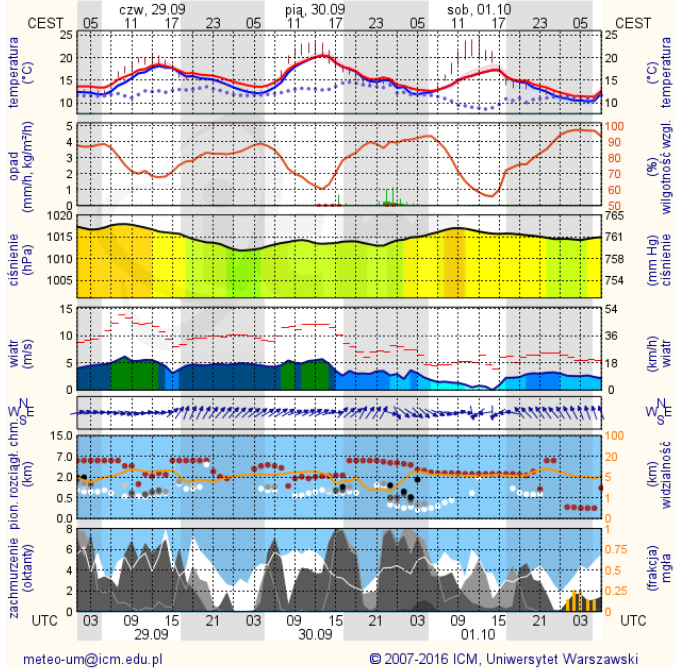 czw, 29.09 pią, 30.09 sob, 01.10
CEST 05 11 17 23 05 11 17 23 05 11 17 23 05 CEST
temperatura (°C) 25 20 15 10 25 20 15 10 (°C) temperatura
opad (mm/h, kg/m²/h) 5 4 3 2 1 0 100 90 80 70 60 50 (%) wilgotność wzgl.
ciśnienie (hPa) 1020 1015 1010 1005 765 761 758 754 (mm Hg) ciśnienie
wiatr (m/s) 15 10 5 0 54 36 18 0 (km/h) wiatr
N W E S N W E S
pion. rozciągł. chm. (km) 15.0 7.0 2.0 0.5 0.0 100 20 5 1 0 (km) widzialność
zachmurzenie (oktanty) 8 6 4 2 0 1 0.75 0.5 0.25 0 (frakcja) mgła
UTC 03 09 15 21 03 09 15 21 03 09 15 21 03 UTC
29.09 30.09 01.10
meteo-um@icm.edu.pl © 2007-2016 ICM, Uniwersytet Warszawski